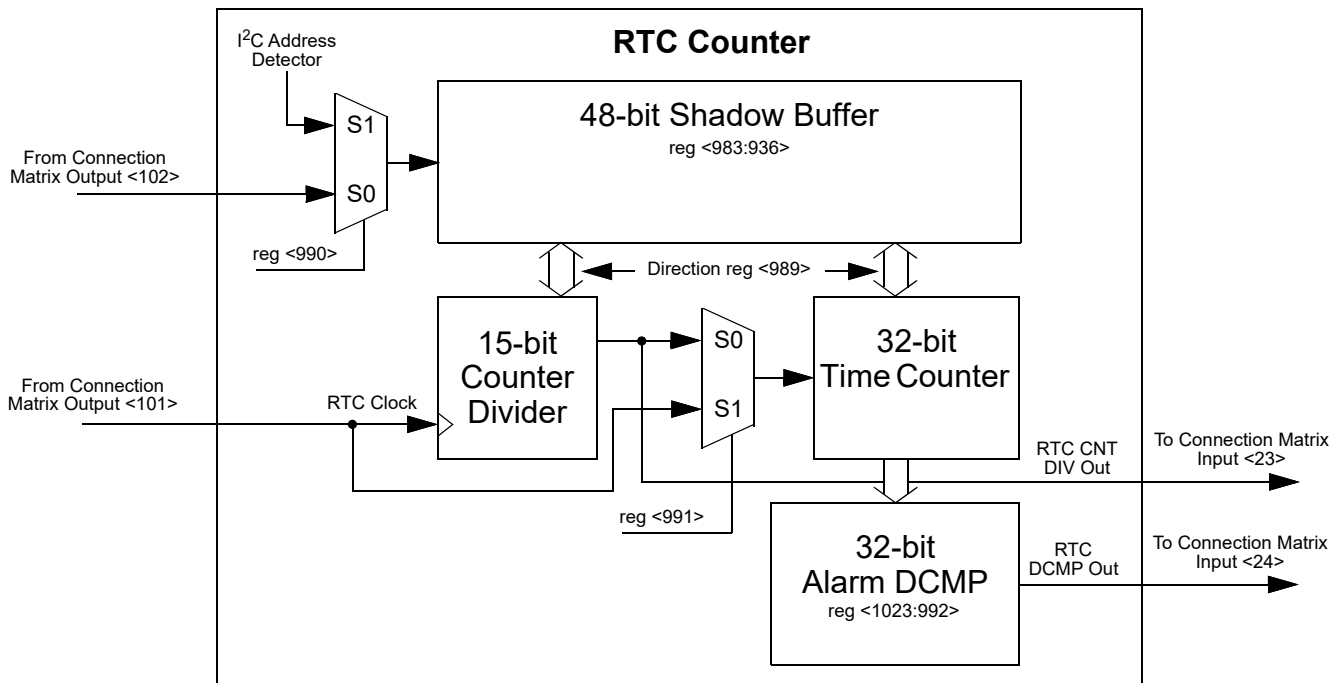 RTC Counter
I²C Address
Detector
48-bit Shadow Buffer
reg <983:936>
S1
S0
From Connection
Matrix Output <102>
reg <990>
Direction reg <989>
15-bit
Counter
Divider
S0
S1
32-bit
Time Counter
From Connection
Matrix Output <101>
RTC Clock
RTC CNT
DIV Out
To Connection Matrix
Input <23>
reg <991>
32-bit
Alarm DCMP
reg <1023:992>
RTC
DCMP Out
To Connection Matrix
Input <24>